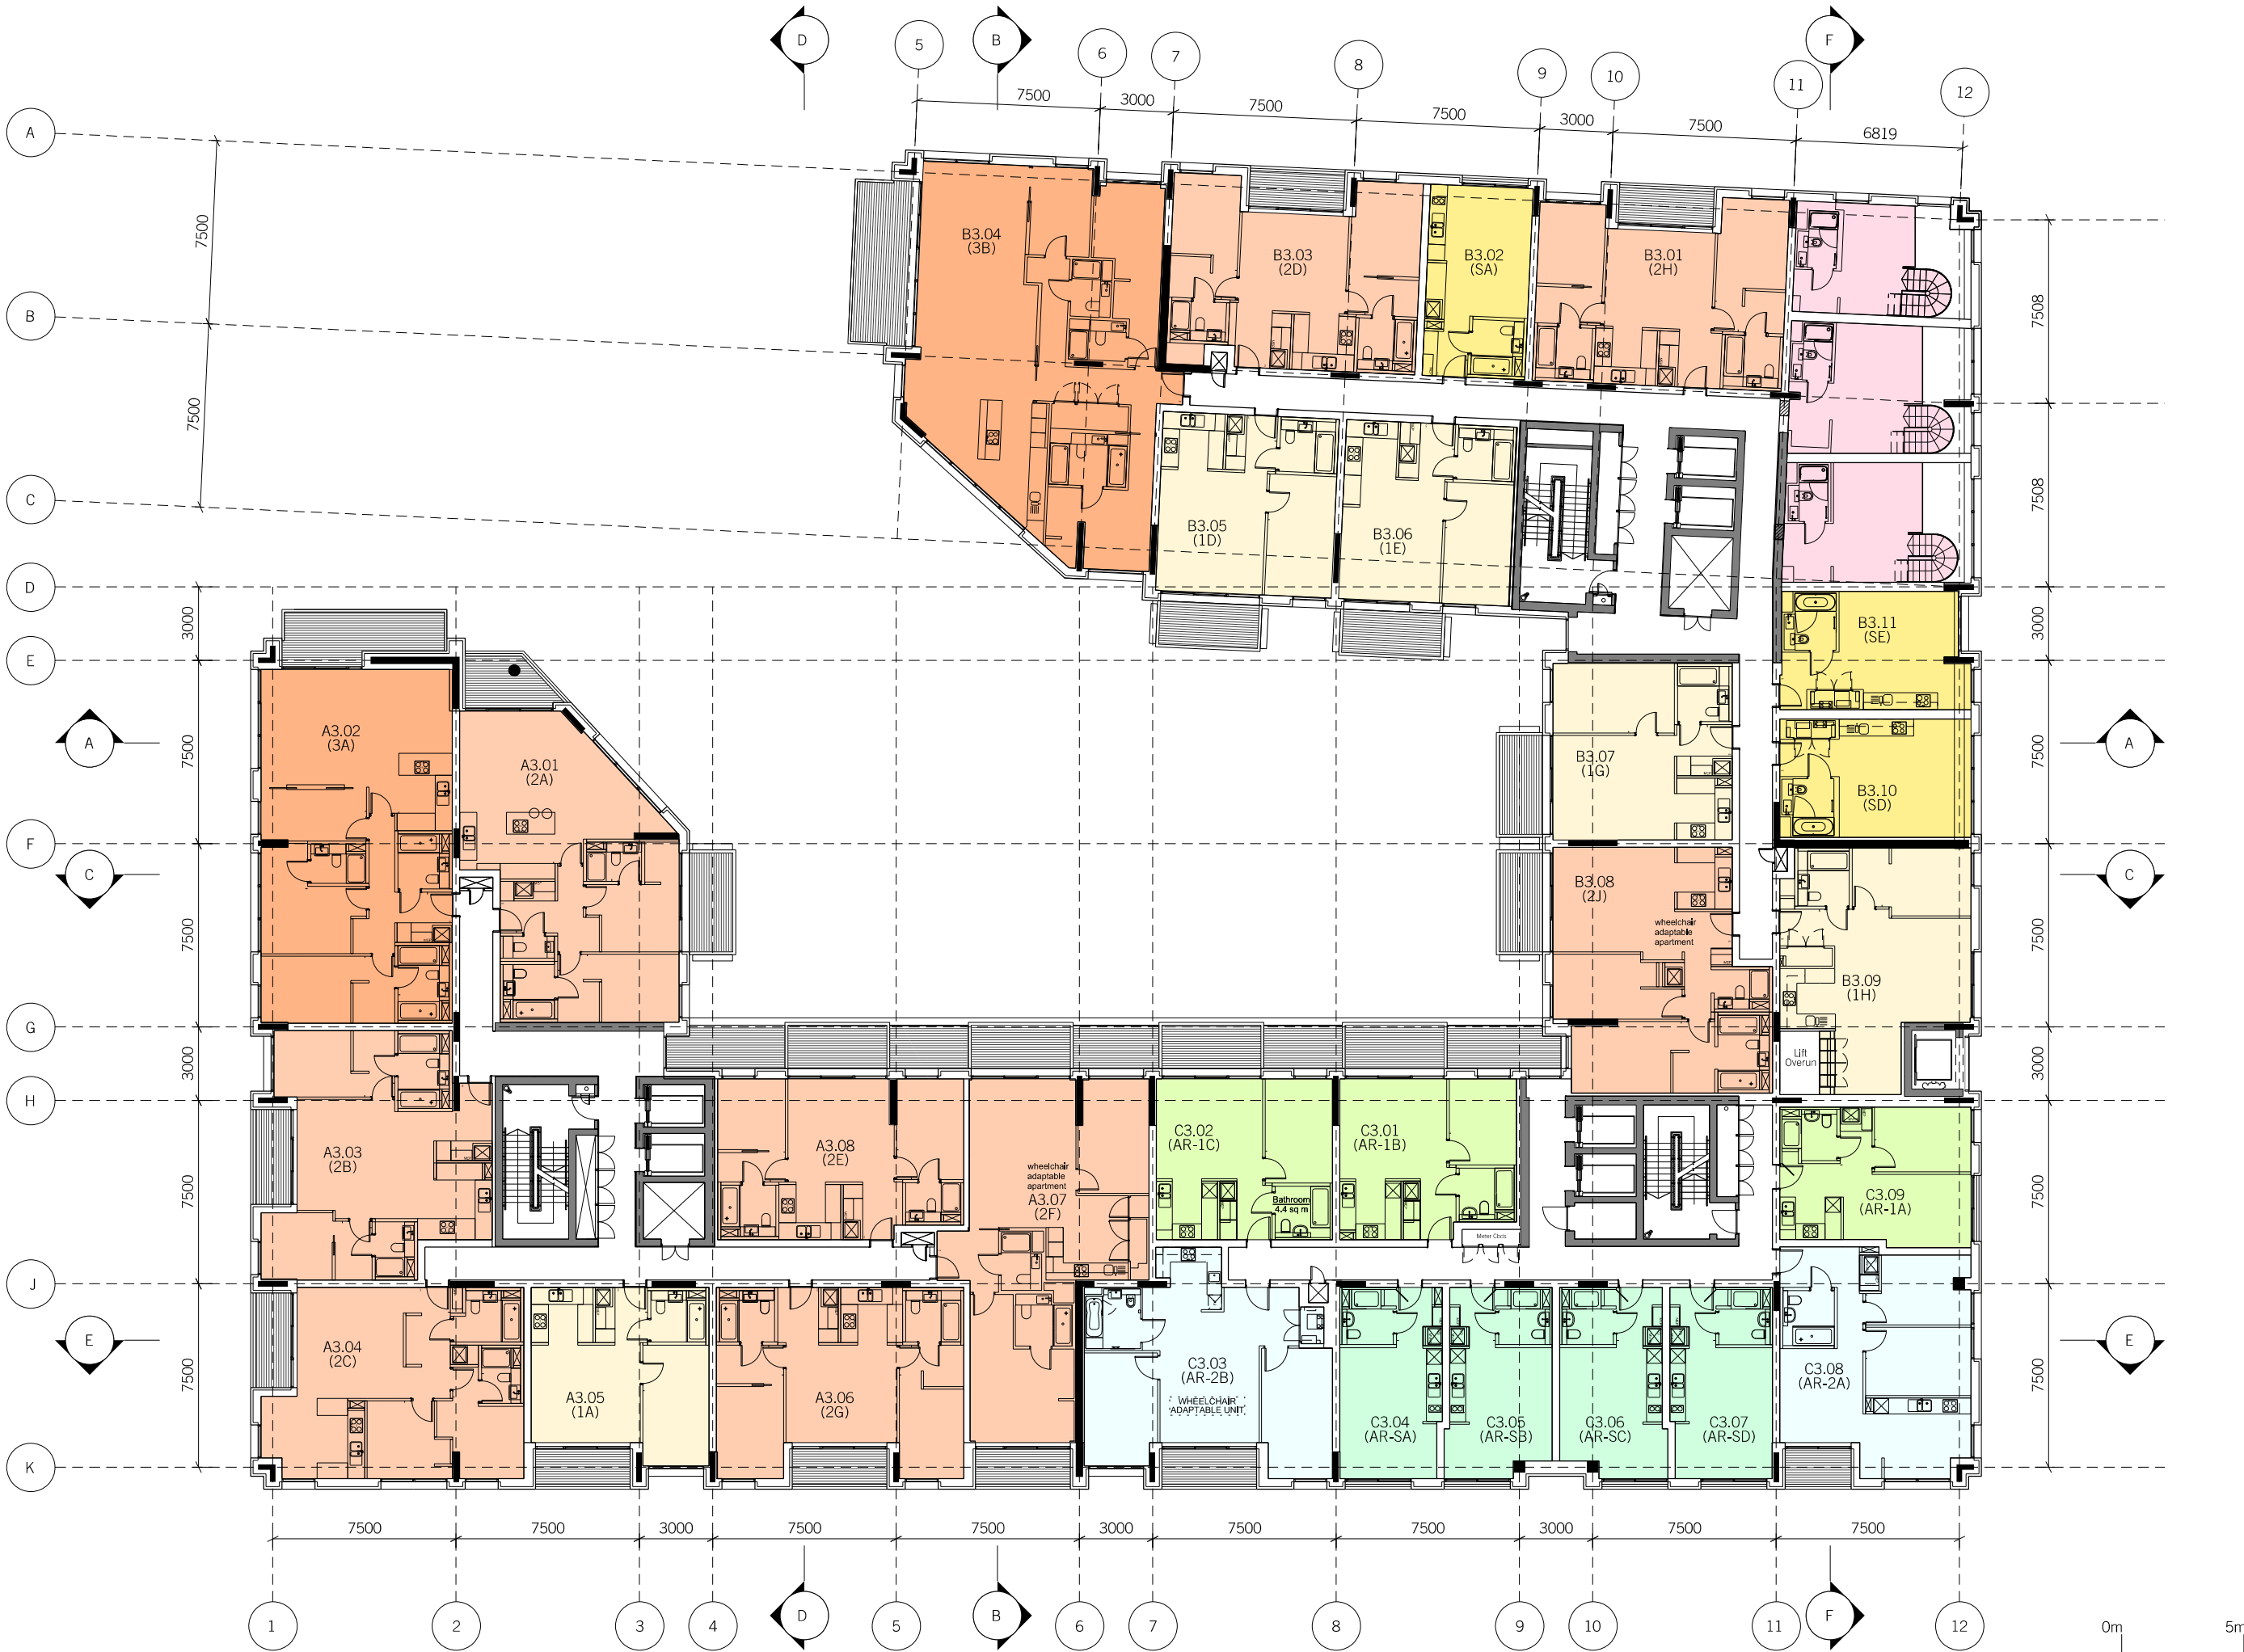 D
B
F
5
6
7
8
9
10
11
12
7500
3000
7500
7500
3000
7500
6819
A
B
C
D
E
F
G
H
J
K
7500
7500
3000
7500
7500
3000
7500
7500
A
C
E
7508
7508
3000
7500
7500
3000
7500
7500
A
C
E
B3.04
(3B)
B3.03
(2D)
B3.02
(SA)
B3.01
(2H)
B3.05
(1D)
B3.06
(1E)
B3.11
(SE)
B3.10
(SD)
B3.07
(1G)
B3.08
(2J)
wheelchair
adaptable
apartment
B3.09
(1H)
Lift
Overun
A3.02
(3A)
A3.01
(2A)
A3.03
(2B)
A3.08
(2E)
wheelchair
adaptable
apartment
A3.07
(2F)
C3.02
(AR-1C)
Bathroom
4.4 sq m
C3.01
(AR-1B)
Meter Cbds
C3.09
(AR-1A)
A3.04
(2C)
A3.05
(1A)
A3.06
(2G)
C3.03
(AR-2B)
WHEELCHAIR
ADAPTABLE UNIT
C3.04
(AR-SA)
C3.05
(AR-SB)
C3.06
(AR-SC)
C3.07
(AR-SD)
C3.08
(AR-2A)
7500
7500
3000
7500
7500
3000
7500
7500
3000
7500
7500
1
2
3
4
D
5
B
6
7
8
9
10
11
F
12
0m
5m